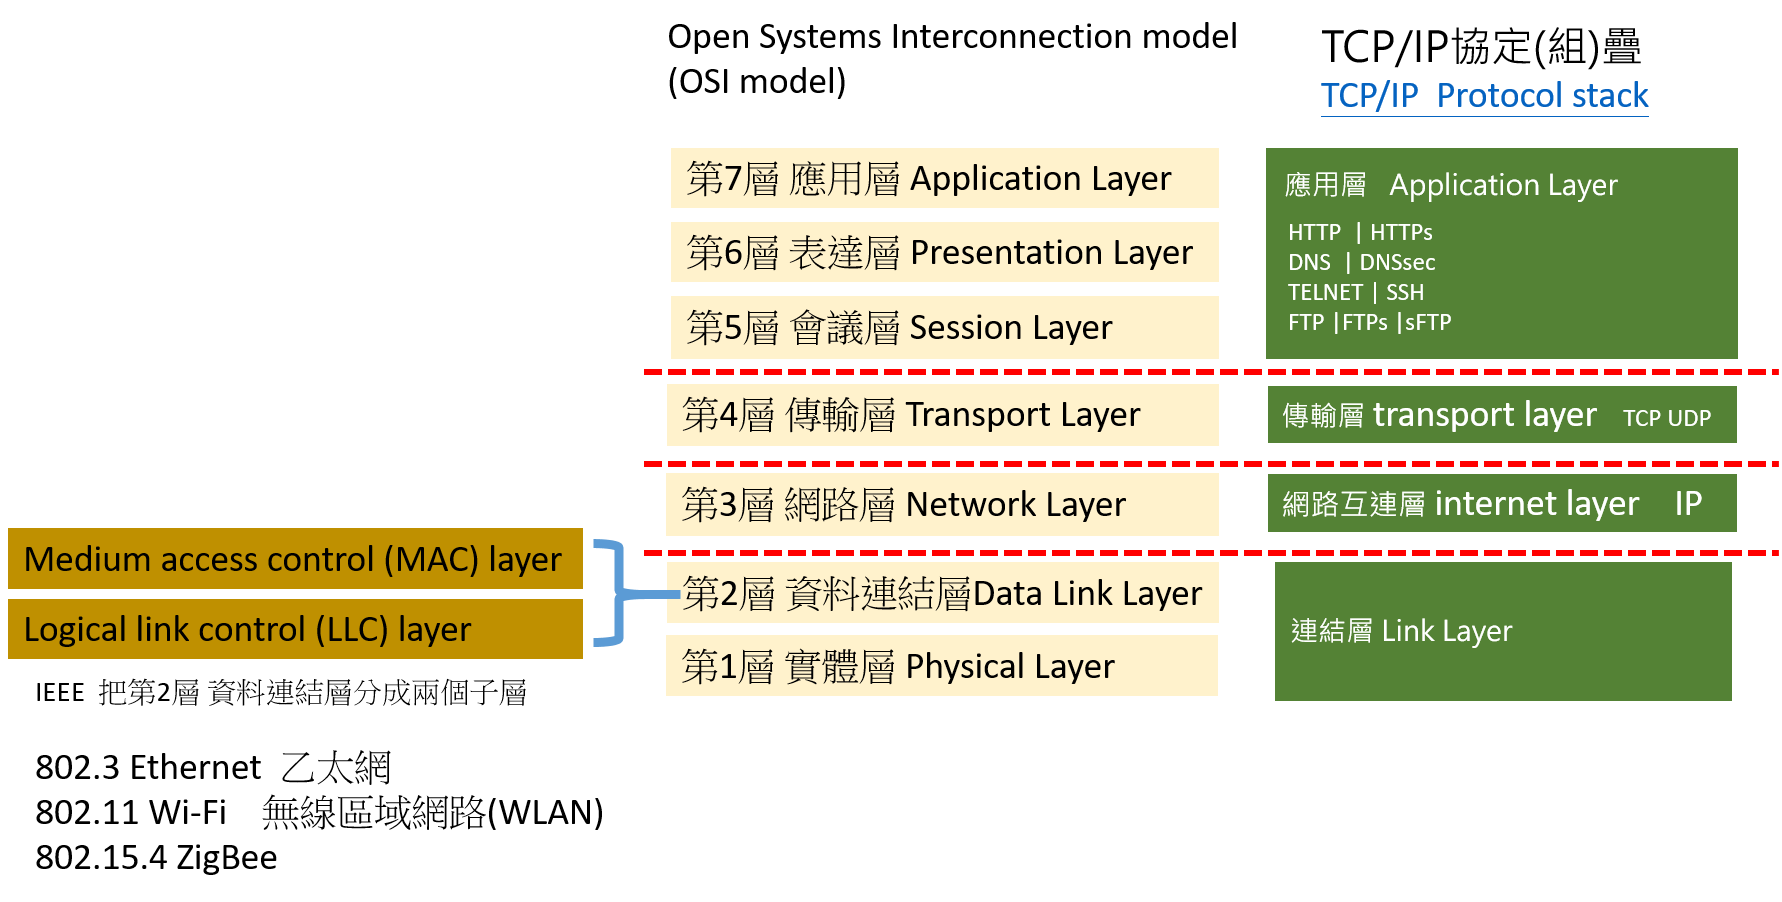 Open Systems Interconnection model
(OSI model)
TCP/IP協定(組)疊
TCP/IP Protocol stack
第7層 應用層 Application Layer
第6層 表達層 Presentation Layer
第5層 會議層 Session Layer
第4層 傳輸層 Transport Layer
第3層 網路層 Network Layer
第2層 資料連結層Data Link Layer
第1層 實體層 Physical Layer
應用層 Application Layer
HTTP | HTTPs
DNS | DNSsec
TELNET | SSH
FTP |FTPs |sFTP
傳輸層 transport layer TCP UDP
網路互連層 internet layer IP
連結層 Link Layer
Medium access control (MAC) layer
Logical link control (LLC) layer
IEEE 把第2層 資料連結層分成兩個子層
802.3 Ethernet 乙太網
802.11 Wi-Fi 無線區域網路(WLAN)
802.15.4 ZigBee